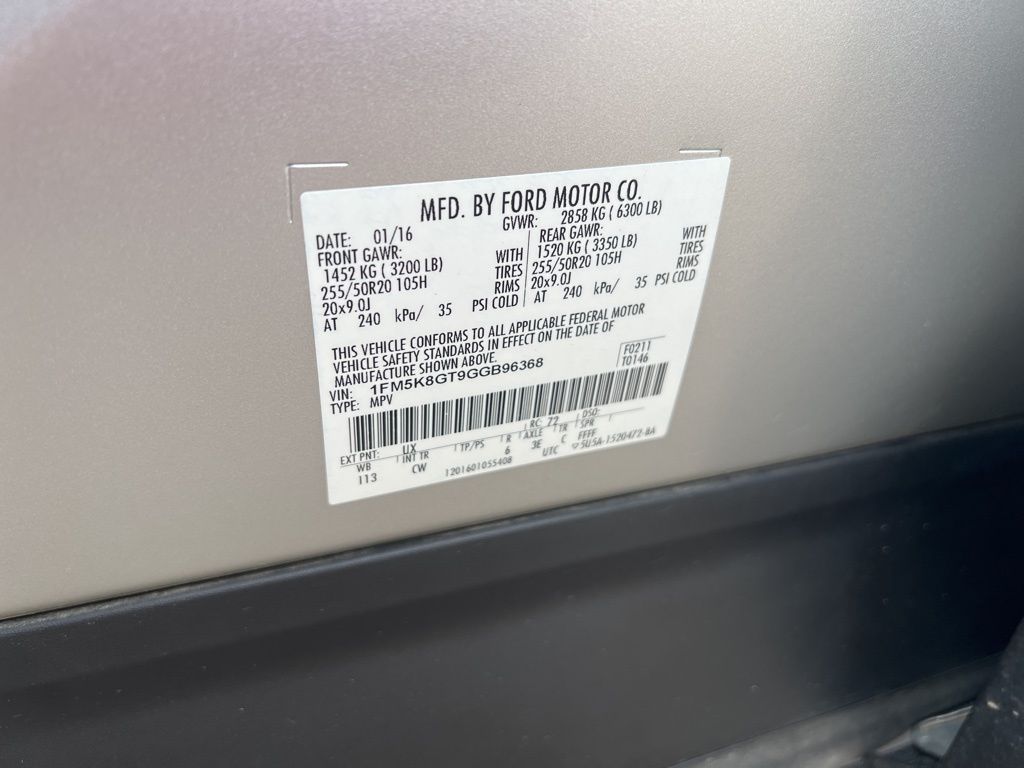 MFD. BY FORD MOTOR CO.
DATE: 01/16 GVWR: 2858 KG ( 6300 LB)
FRONT GAWR: REAR GAWR:
1452 KG ( 3200 LB) WITH 1520 KG ( 3350 LB) WITH
255/50R20 105H TIRES 255/50R20 105H TIRES
20x9.0J RIMS 20x9.0J RIMS
AT 240 kPa/ 35 PSI COLD AT 240 kPa/ 35 PSI COLD
THIS VEHICLE CONFORMS TO ALL APPLICABLE FEDERAL MOTOR
VEHICLE SAFETY STANDARDS IN EFFECT ON THE DATE OF
MANUFACTURE SHOWN ABOVE.
VIN: 1FM5K8GT9GGB96368 F0211
TYPE: MPV T0146
EXT PNT: UX RC: 72 DSO:
WB INT TR TP/PS R AXLE TR SPR
113 CW 6 3E C FFFF
1201601055408 UTC 5U5A-1520472-BA